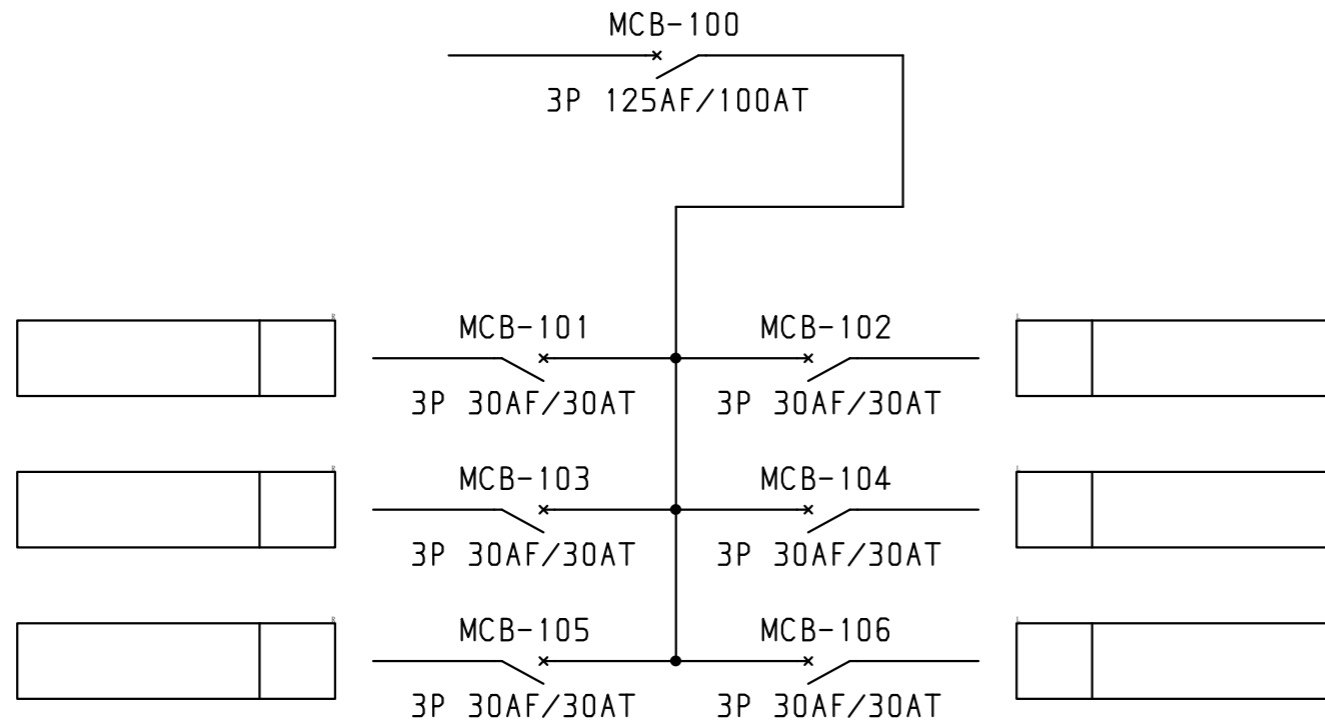 MCB-100
3P 125AF/100AT
MCB-101
MCB-102
3P 30AF/30AT
3P 30AF/30AT
MCB-103
MCB-104
3P 30AF/30AT
3P 30AF/30AT
MCB-105
MCB-106
3P 30AF/30AT
3P 30AF/30AT